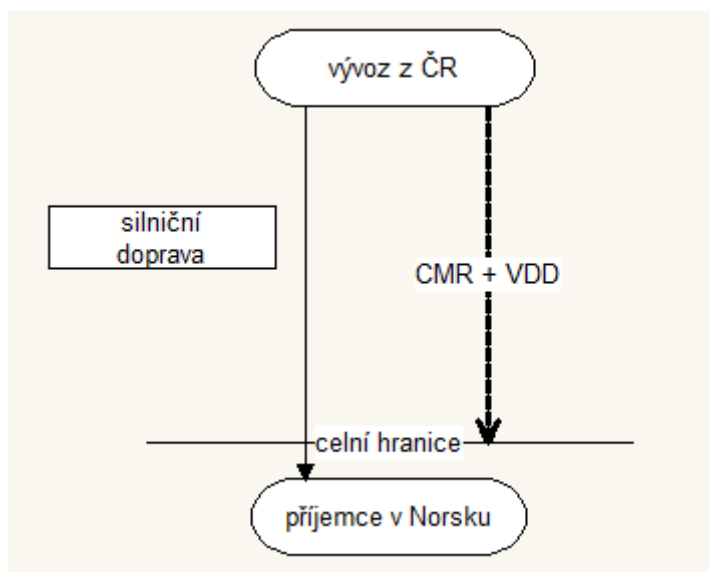 vývoz z ČR
silniční
doprava
CMR + VDD
celní hranice
příjemce v Norsku